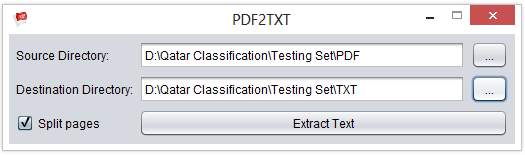 PDF2TXT
Source Directory: D:\Qatar Classification\Testing Set\PDF ...
Destination Directory: D:\Qatar Classification\Testing Set\TXT ...
Split pages Extract Text